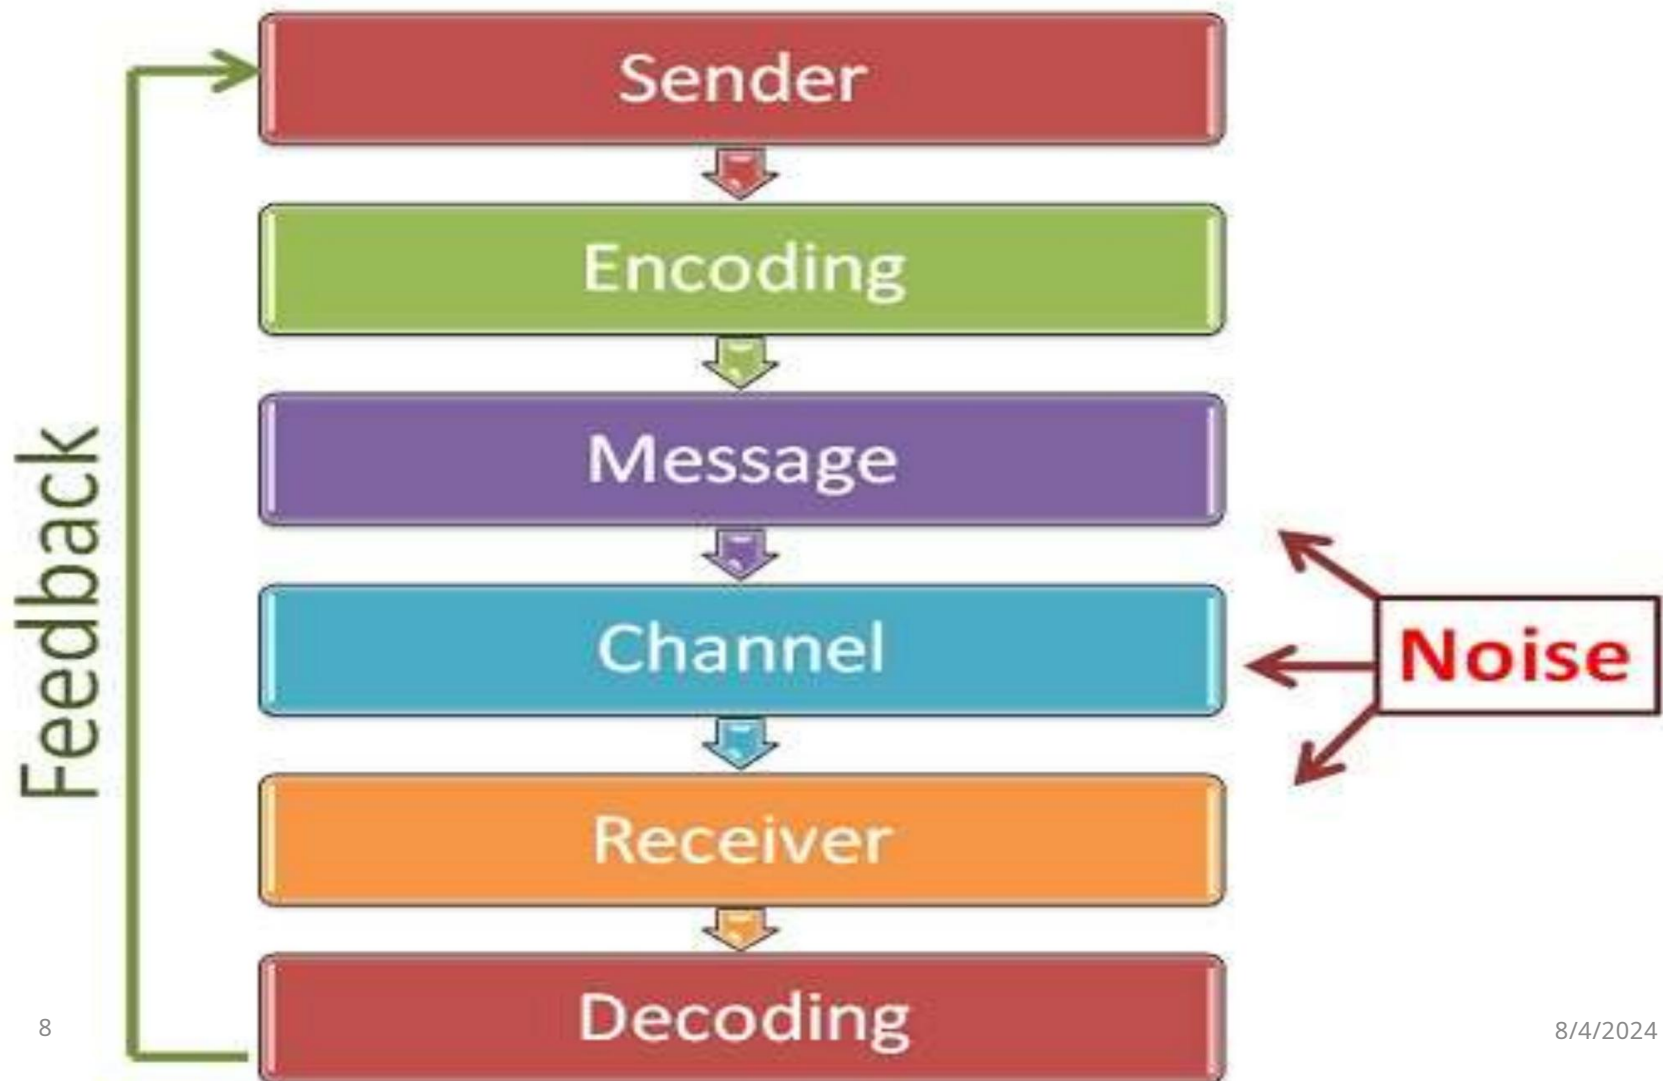 Sender
Encoding
Message
Channel
Receiver
Decoding
Feedback
Noise
8
8/4/2024